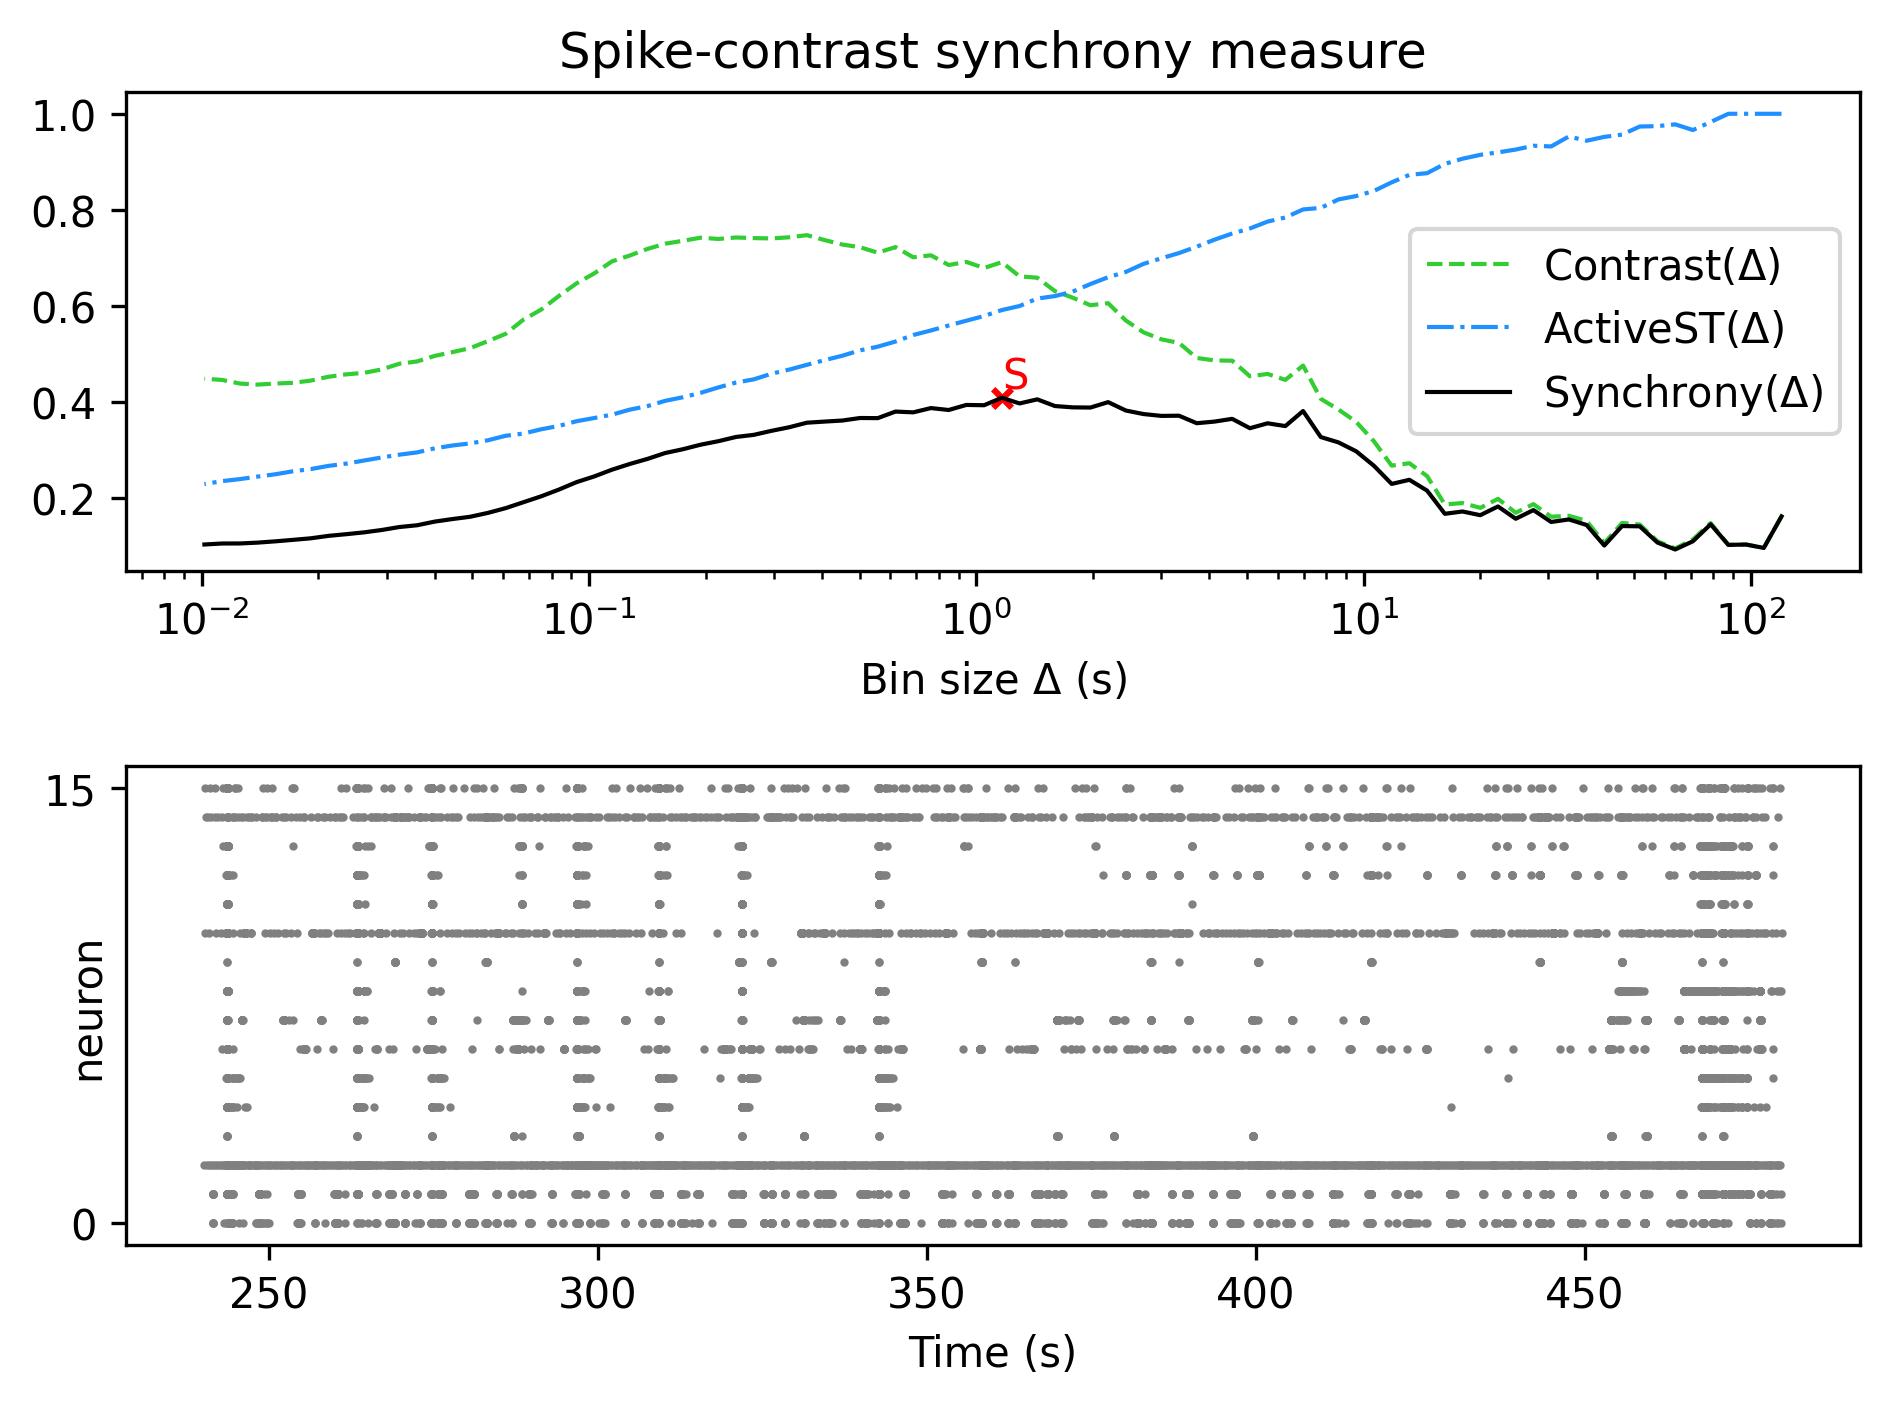 Spike-contrast synchrony measure
1.0
0.8
0.6
0.4
0.2
S
Contrast(Δ)
ActiveST(Δ)
Synchrony(Δ)
10⁻² 10⁻¹ 10⁰ 10¹ 10²
Bin size Δ (s)
15
neuron
0
250 300 350 400 450
Time (s)